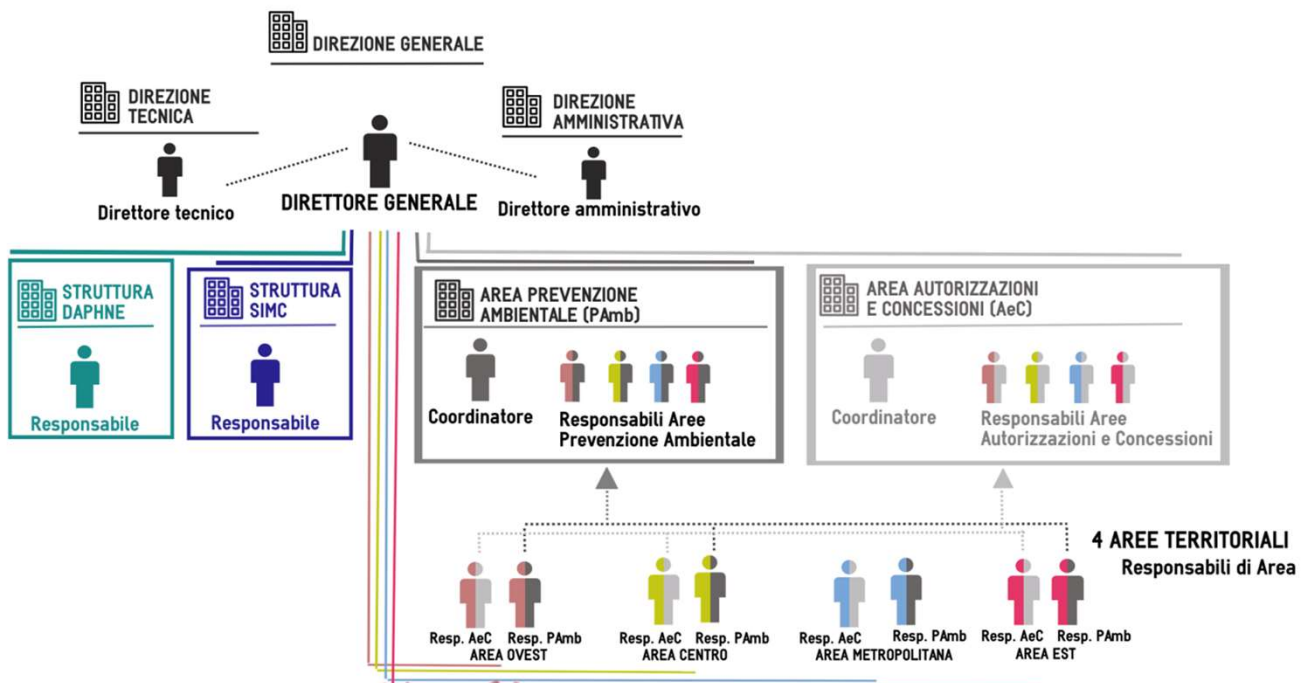 DIREZIONE GENERALE
DIREZIONE
TECNICA
DIREZIONE
AMMINISTRATIVA
Direttore tecnico
DIRETTORE GENERALE
Direttore amministrativo
STRUTTURA
DAPHNE
Responsabile
STRUTTURA
SIMC
Responsabile
AREA PREVENZIONE
AMBIENTALE (PAmb)
Coordinatore
Responsabili Aree
Prevenzione Ambientale
AREA AUTORIZZAZIONI
E CONCESSIONI (AeC)
Coordinatore
Responsabili Aree
Autorizzazioni e Concessioni
4 AREE TERRITORIALI
Responsabili di Area
Resp. AeC Resp. PAmb
AREA OVEST
Resp. AeC Resp. PAmb
AREA CENTRO
Resp. AeC Resp. PAmb
AREA METROPOLITANA
Resp. AeC Resp. PAmb
AREA EST